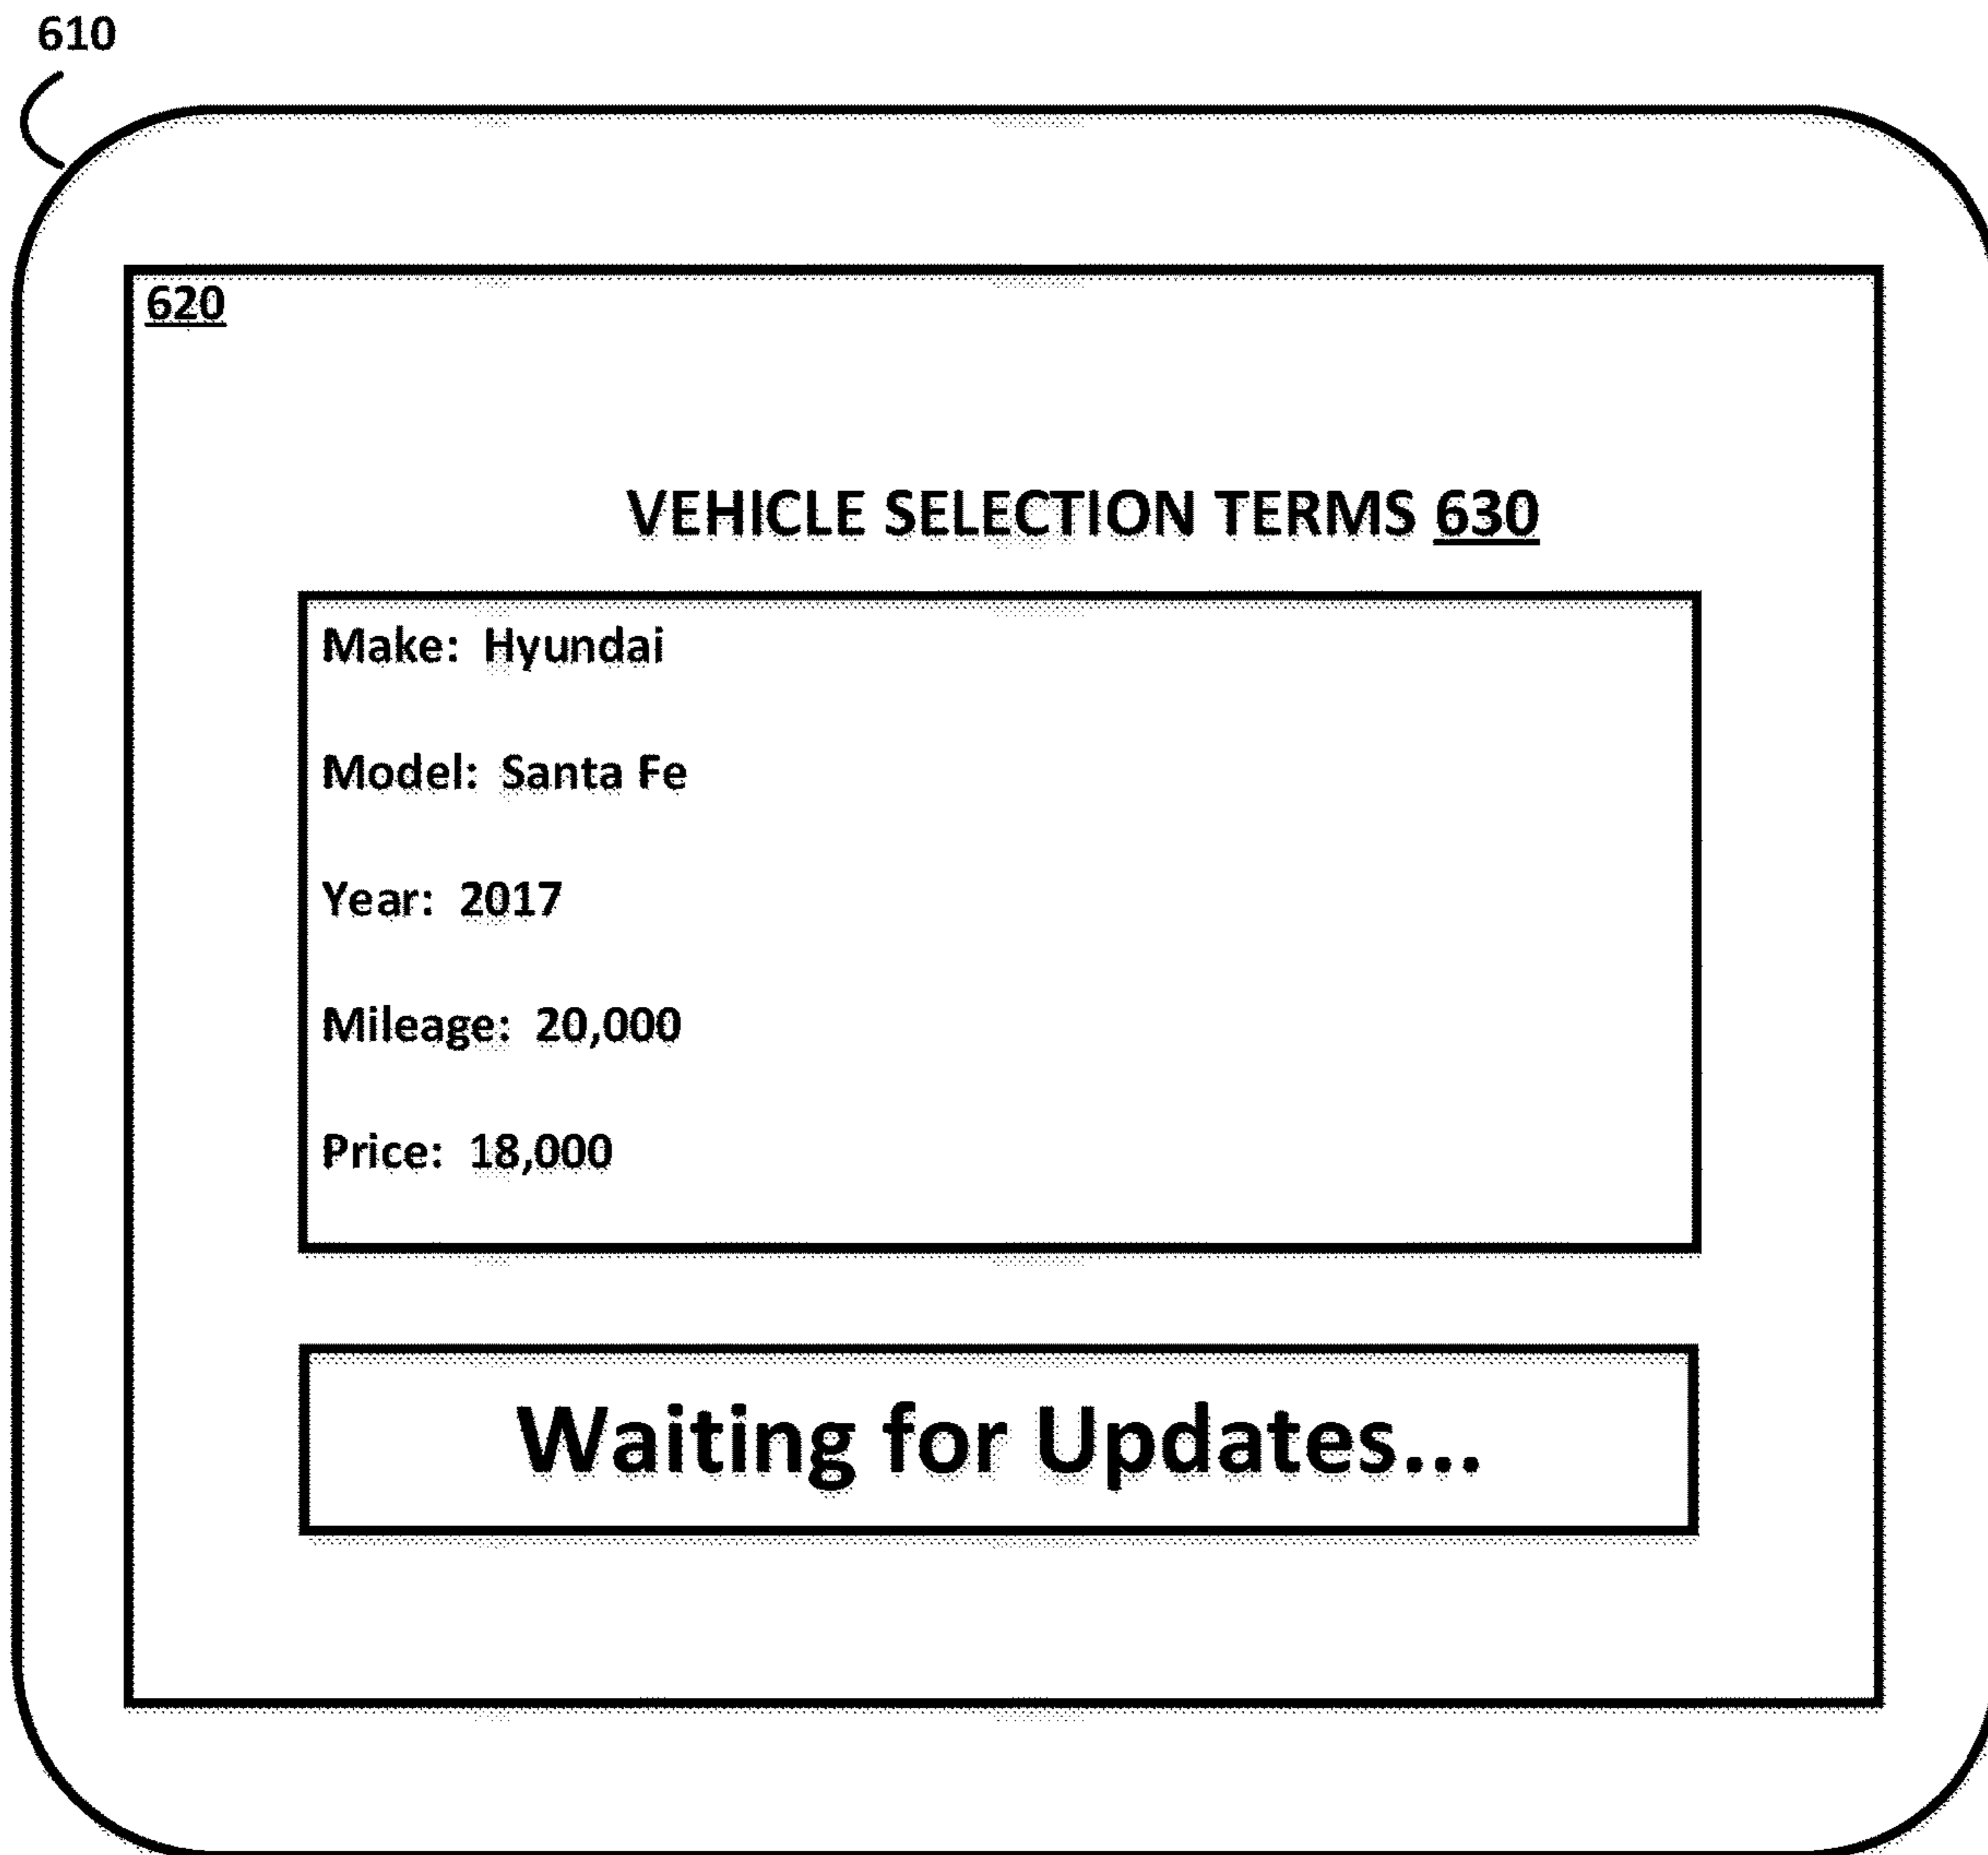 610
620
VEHICLE SELECTION TERMS 630
Make: Hyundai
Model: Santa Fe
Year: 2017
Mileage: 20,000
Price: 18,000
Waiting for Updates...